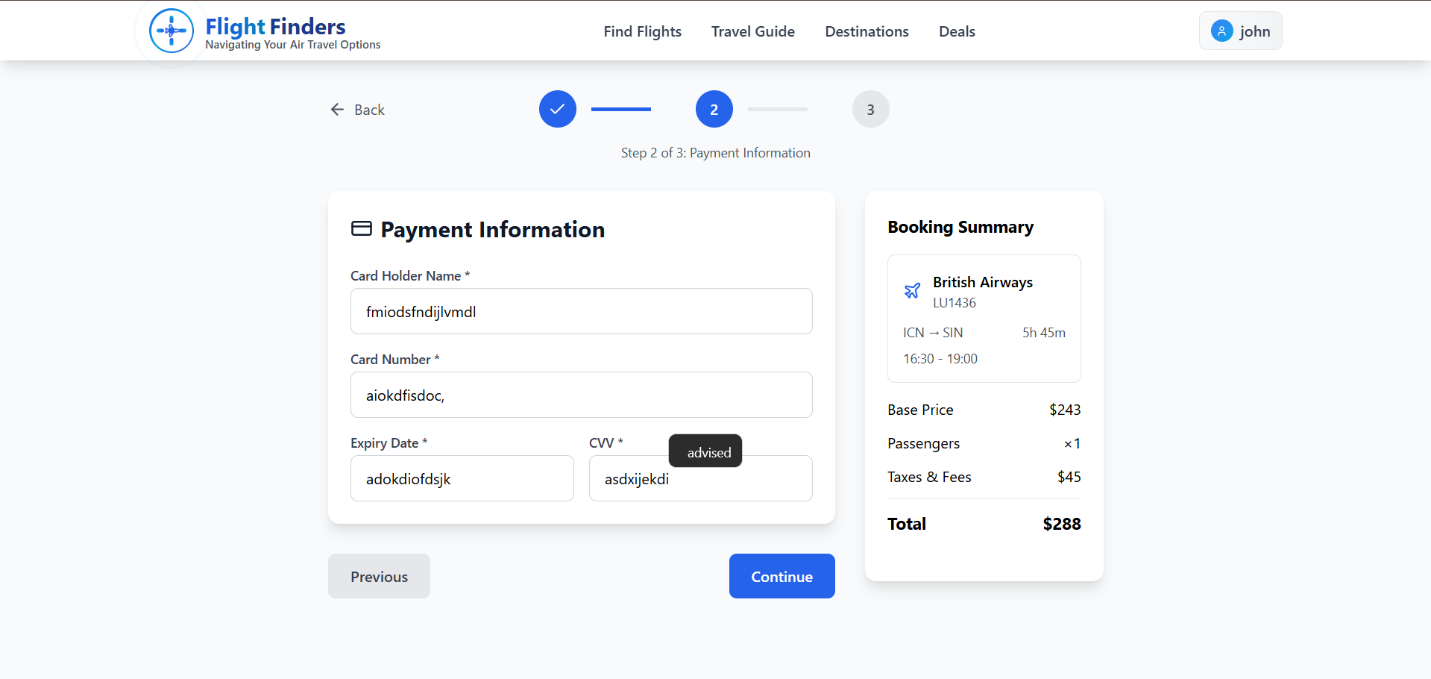 Flight Finders
Navigating Your Air Travel Options
Find Flights
Travel Guide
Destinations
Deals
john
Back
2
3
Step 2 of 3: Payment Information
Payment Information
Card Holder Name *
fmiodsfndijlvmdl
Card Number *
aiokdfisdoc,
Expiry Date *
CVV *
advised
adokdiofdsjk
asdxijekdi
Previous
Continue
Booking Summary
British Airways
LU1436
ICN → SIN 5h 45m
16:30 - 19:00
Base Price $243
Passengers ×1
Taxes & Fees $45
Total $288